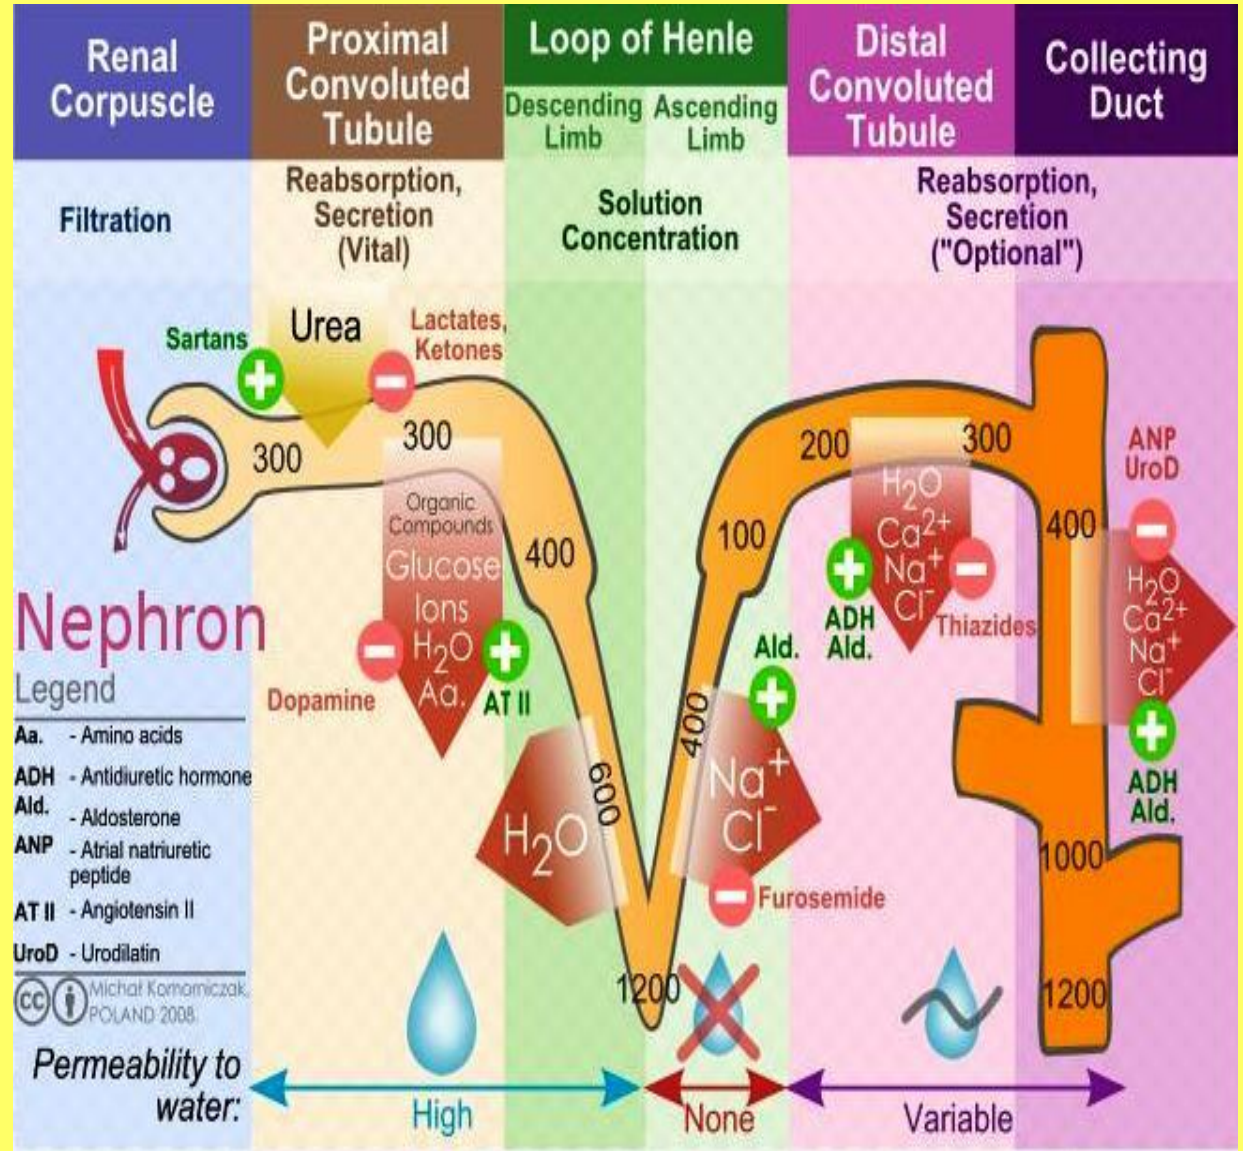 Renal
Corpuscle
Proximal
Convoluted
Tubule
Loop of Henle
Descending
Limb
Ascending
Limb
Distal
Convoluted
Tubule
Collecting
Duct
Filtration
Reabsorption,
Secretion
(Vital)
Solution
Concentration
Reabsorption,
Secretion
("Optional")
Sartans
Urea
Lactates,
Ketones
300
300
Organic
Compounds
Glucose
Ions
H2O
Aa.
Dopamine
AT II
400
600
H2O
1200
400
Na+
Cl-
Ald.
Furosemide
100
200
300
H2O
Ca2+
Na+
Cl-
ADH
Ald.
Thiazides
400
ANP
UroD
H2O
Ca2+
Na+
Cl-
ADH
Ald.
1000
1200
Nephron
Legend
Aa. - Amino acids
ADH - Antidiuretic hormone
Ald. - Aldosterone
ANP - Atrial natriuretic
peptide
AT II - Angiotensin II
UroD - Urodilatin
cc Michał Komorniczak,
POLAND 2008.
Permeability to
water:
High
None
Variable